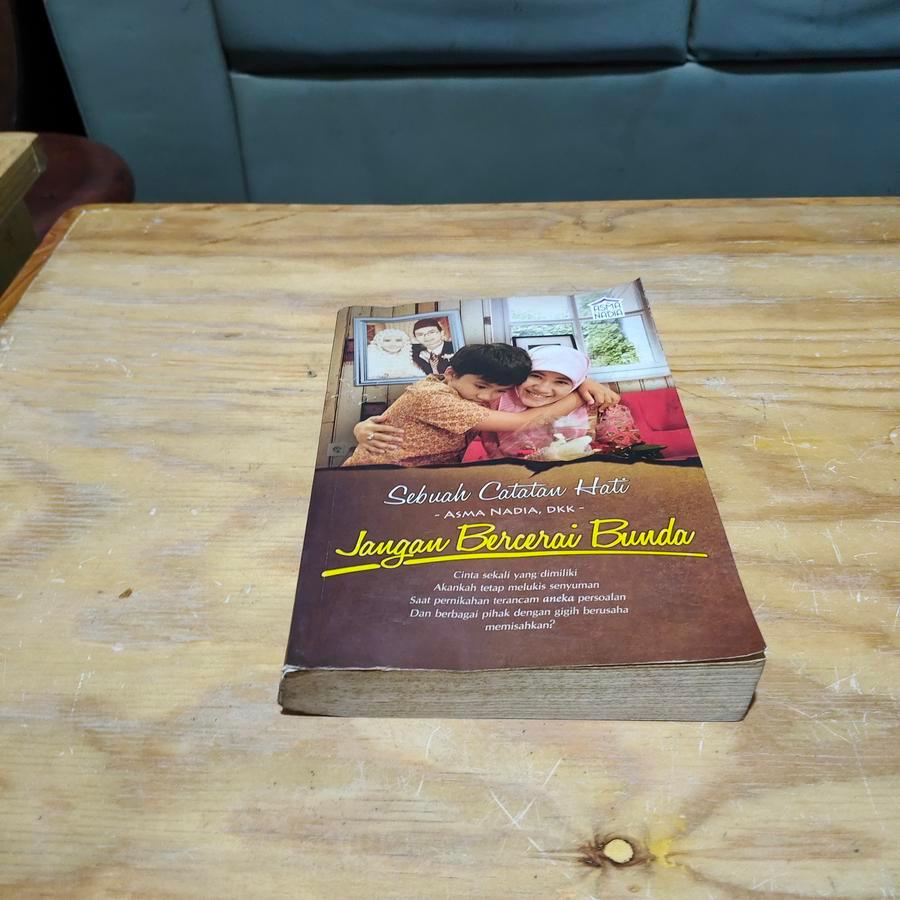 ASMA
NADIA
Sebuah Catatan Hati
- ASMA NADIA, DKK -
Jangan Bercerai Bunda
Cinta sekali yang dimiliki
Akankah tetap melukis senyuman
Saat pernikahan terancam aneka persoalan
Dan berbagai pihak dengan gigih berusaha
memisahkan?